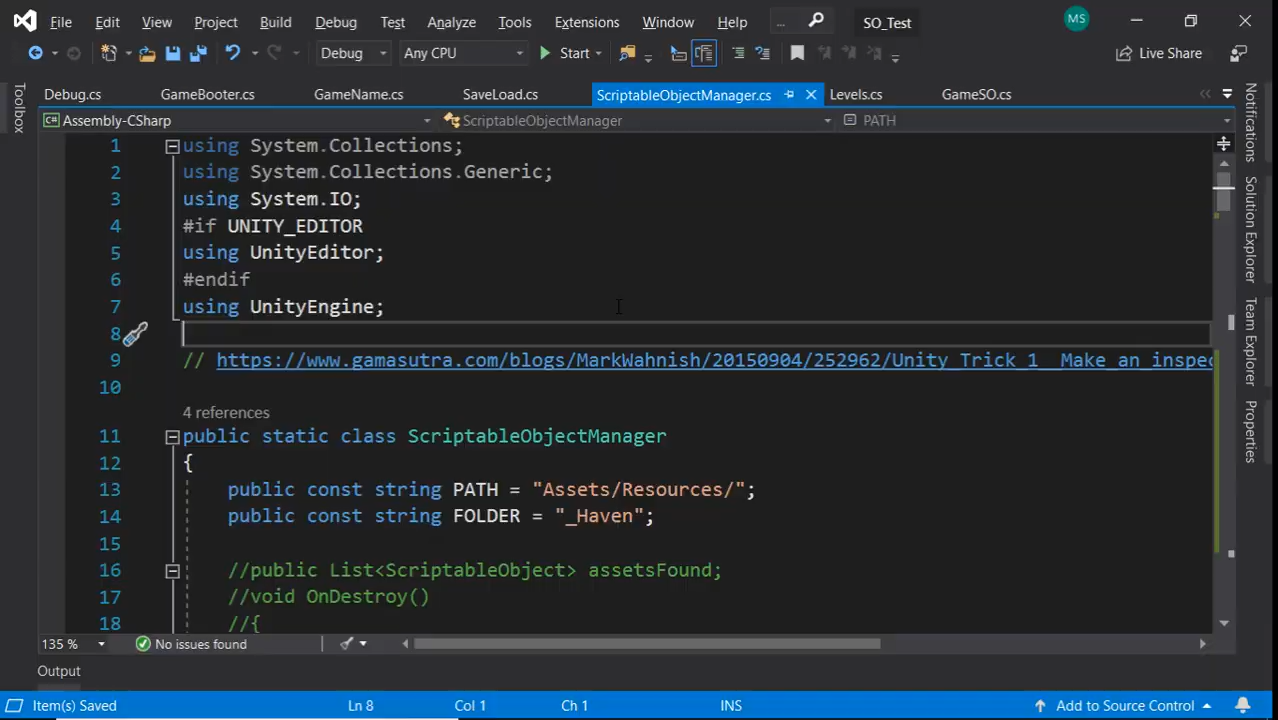 File Edit View Project Build Debug Test Analyze Tools Extensions Window Help ... SO_Test MS
Debug Any CPU Start Live Share
Toolbox
Debug.cs GameBooter.cs GameName.cs SaveLoad.cs ScriptableObjectManager.cs Levels.cs GameSO.cs
C# Assembly-CSharp ScriptableObjectManager PATH
1 using System.Collections;
2 using System.Collections.Generic;
3 using System.IO;
4 #if UNITY_EDITOR
5 using UnityEditor;
6 #endif
7 using UnityEngine;
8
9 // https://www.gamasutra.com/blogs/MarkWahnish/20150904/252962/Unity_Trick_1__Make_an_inspec
10
4 references
11 public static class ScriptableObjectManager
12 {
13 public const string PATH = "Assets/Resources/";
14 public const string FOLDER = "_Haven";
15
16 //public List<ScriptableObject> assetsFound;
17 //void OnDestroy()
18 //{
Notifications
Solution Explorer
Team Explorer
Properties
135 % No issues found
Output
Item(s) Saved Ln 8 Col 1 Ch 1 INS Add to Source Control